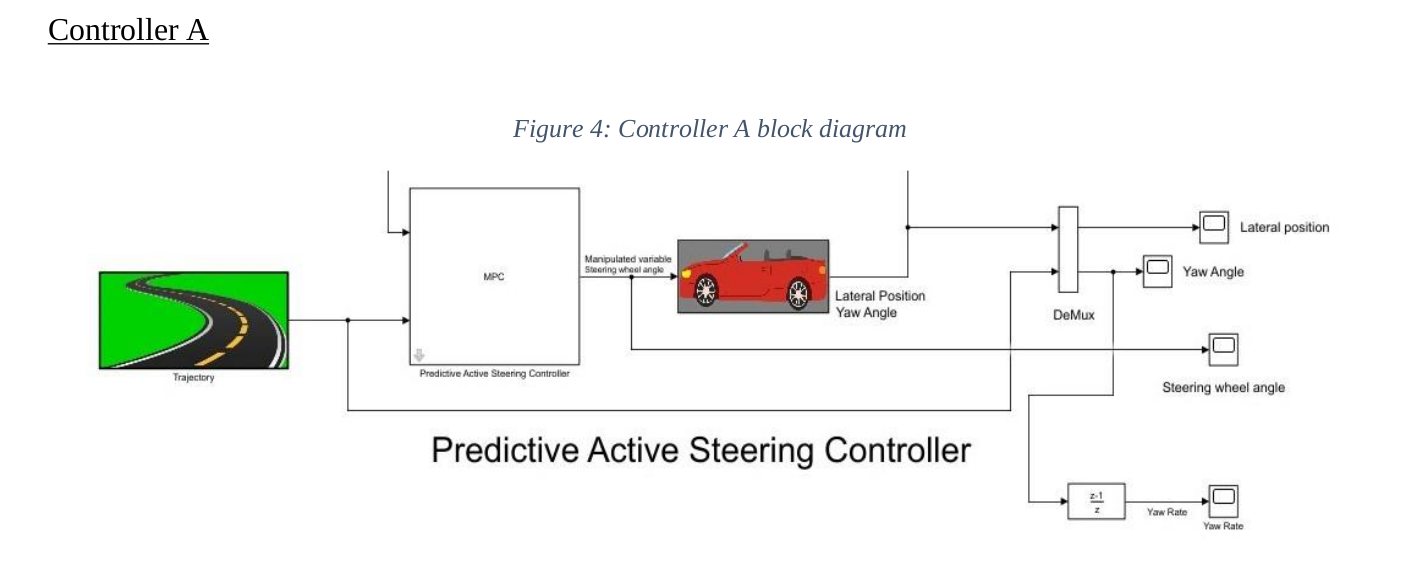 Controller A
Figure 4: Controller A block diagram
Lateral position
Manipulated variable
Steering wheel angle
MPC
Yaw Angle
Lateral Position
Yaw Angle
DeMux
Predictive Active Steering Controller
Trajectory
Steering wheel angle
Predictive Active Steering Controller
z-1
z
Yaw Rate
Yaw Rate